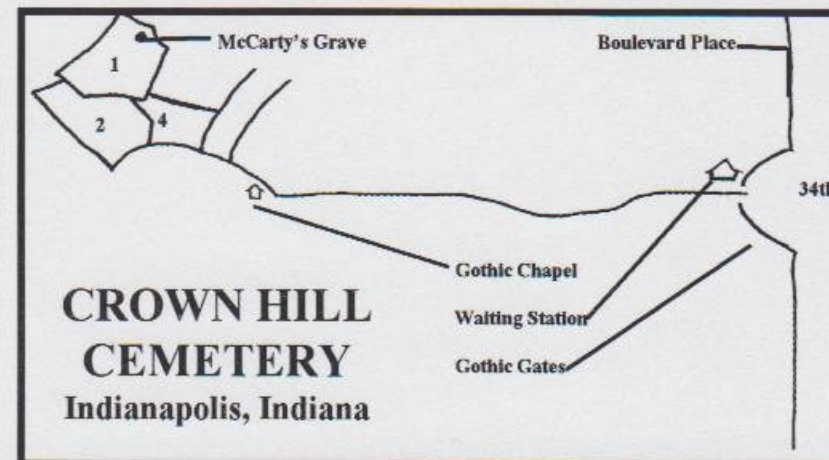 McCarty's Grave
Boulevard Place
1
2
4
34th
Gothic Chapel
Waiting Station
Gothic Gates
CROWN HILL
CEMETERY
Indianapolis, Indiana